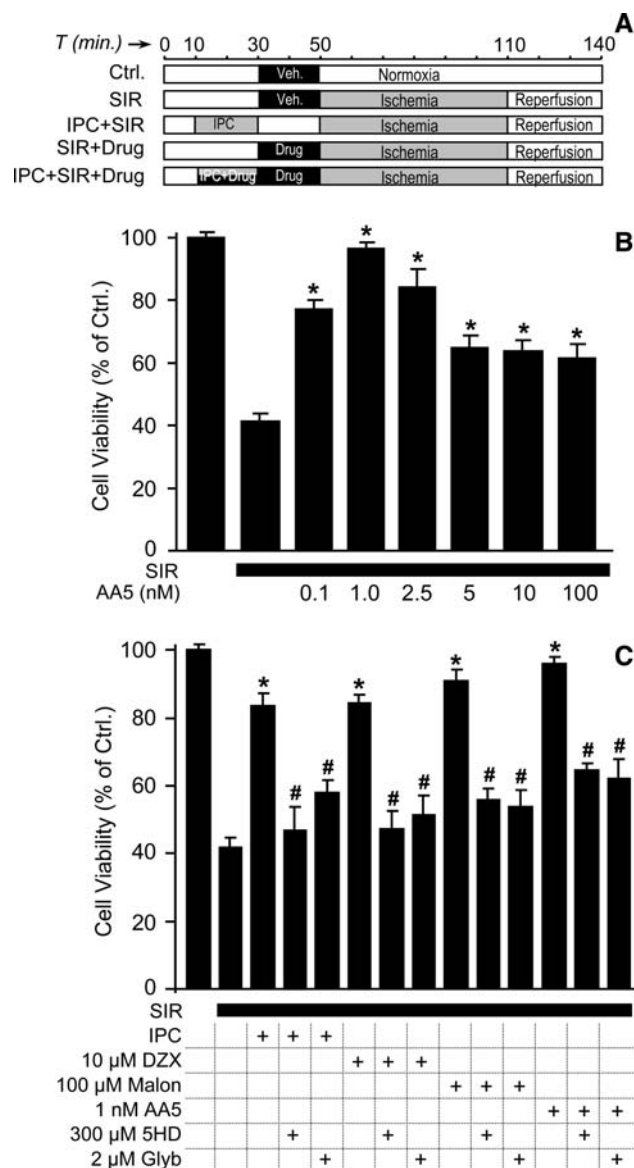 A
T (min.) → 0 10 30 50 110 140
Ctrl. Veh. Normoxia
SIR Veh. Ischemia Reperfusion
IPC+SIR IPC Ischemia Reperfusion
SIR+Drug Drug Ischemia Reperfusion
IPC+SIR+Drug IPC+Drug Drug Ischemia Reperfusion
B
Cell Viability (% of Ctrl.)
100
80
60
40
20
0
* * * * * *
SIR
AA5 (nM) 0.1 1.0 2.5 5 10 100
C
Cell Viability (% of Ctrl.)
100
80
60
40
20
0
* # # * # # * # # * # #
SIR
IPC + + +
10 µM DZX + + +
100 µM Malon + + +
1 nM AA5 + + +
300 µM 5HD + + + +
2 µM Glyb + + + +